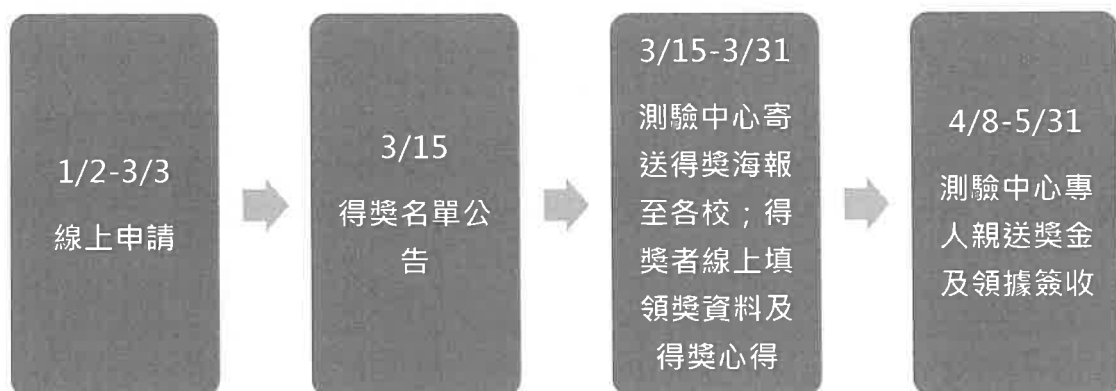 1/2-3/3
線上申請
3/15
得獎名單公
告
3/15-3/31
測驗中心寄
送得獎海報
至各校；得
獎者線上填
領獎資料及
得獎心得
4/8-5/31
測驗中心專
人親送獎金
及領據簽收